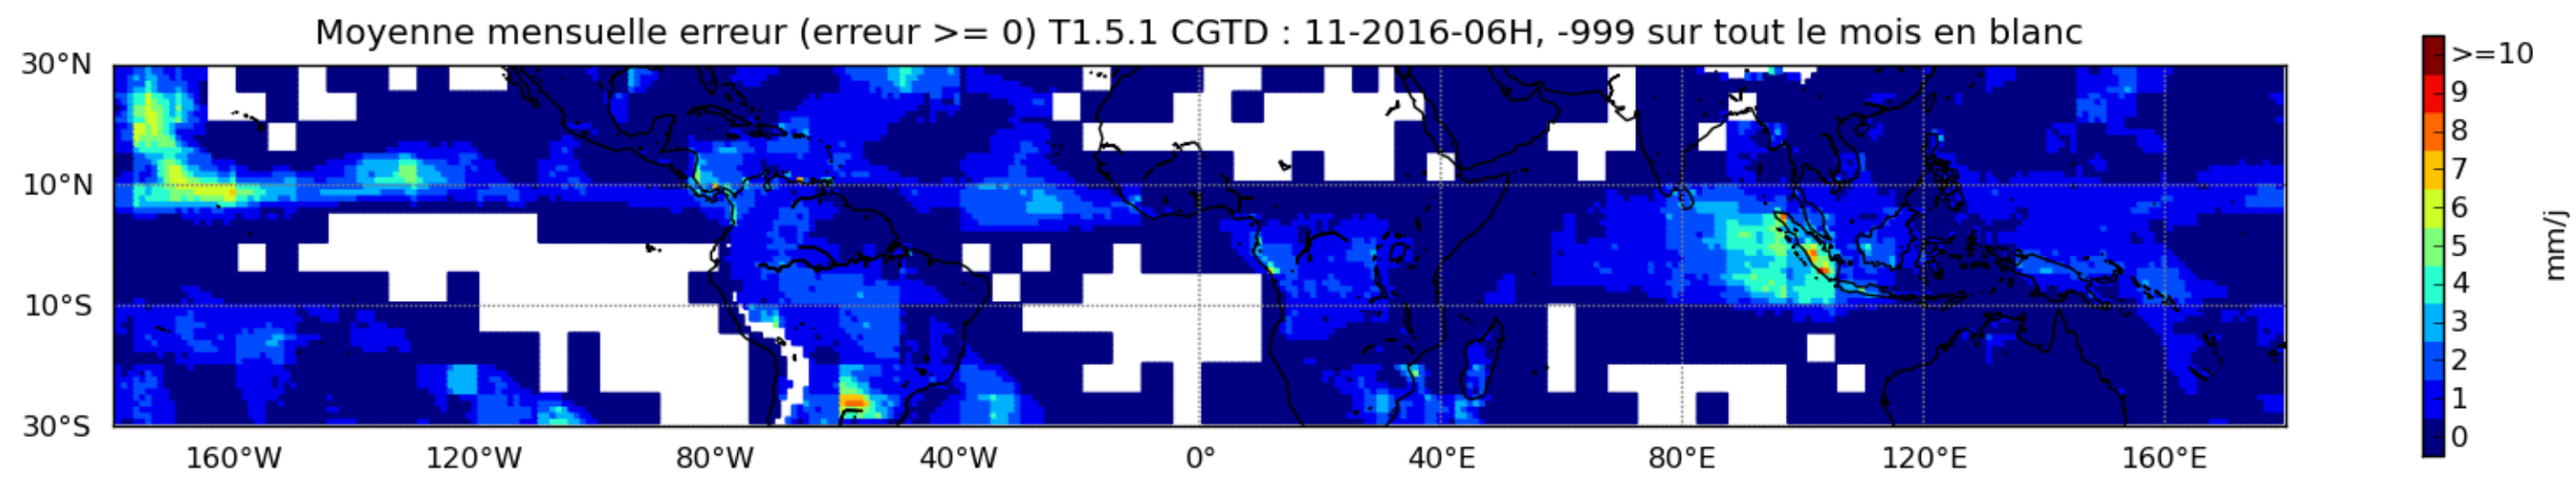 Moyenne mensuelle erreur (erreur >= 0) T1.5.1 CGTD : 11-2016-06H, -999 sur tout le mois en blanc
30°N
10°N
10°S
30°S
160°W 120°W 80°W 40°W 0° 40°E 80°E 120°E 160°E
>=10
9
8
7
6
5
4
3
2
1
0
mm/j